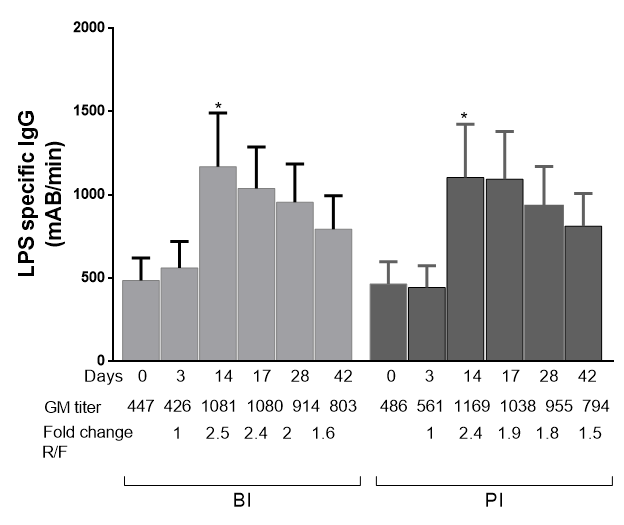 2000
1500
1000
500
0
LPS specific IgG
(mAB/min)
*
*
Days 0 3 14 17 28 42 0 3 14 17 28 42
GM titer 447 426 1081 1080 914 803 486 561 1169 1038 955 794
Fold change 1 2.5 2.4 2 1.6 1 2.4 1.9 1.8 1.5
R/F
BI PI